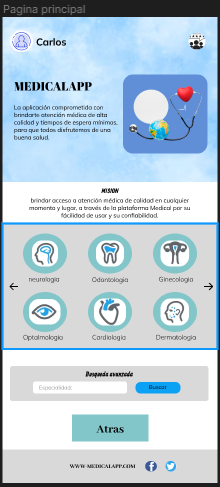 Pagina principal
Carlos
MEDICALAPP
La aplicación comprometida con
brindarte atención médica de alta
calidad y tiempos de espera mínimos,
para que todos disfrutemos de una
buena salud.
MISION
brindar acceso a atención médica de calidad en cualquier
momento y lugar, a través de la plataforma Medical por su
fácilidad de usar y su confiabilidad.
neurologia
Odontologia
Ginecologia
Optalmologia
Cardiologia
Dermatologia
Busqueda avanzada
Especialidad:
Buscar
Atras
WWW-MEDICALAPP.COM